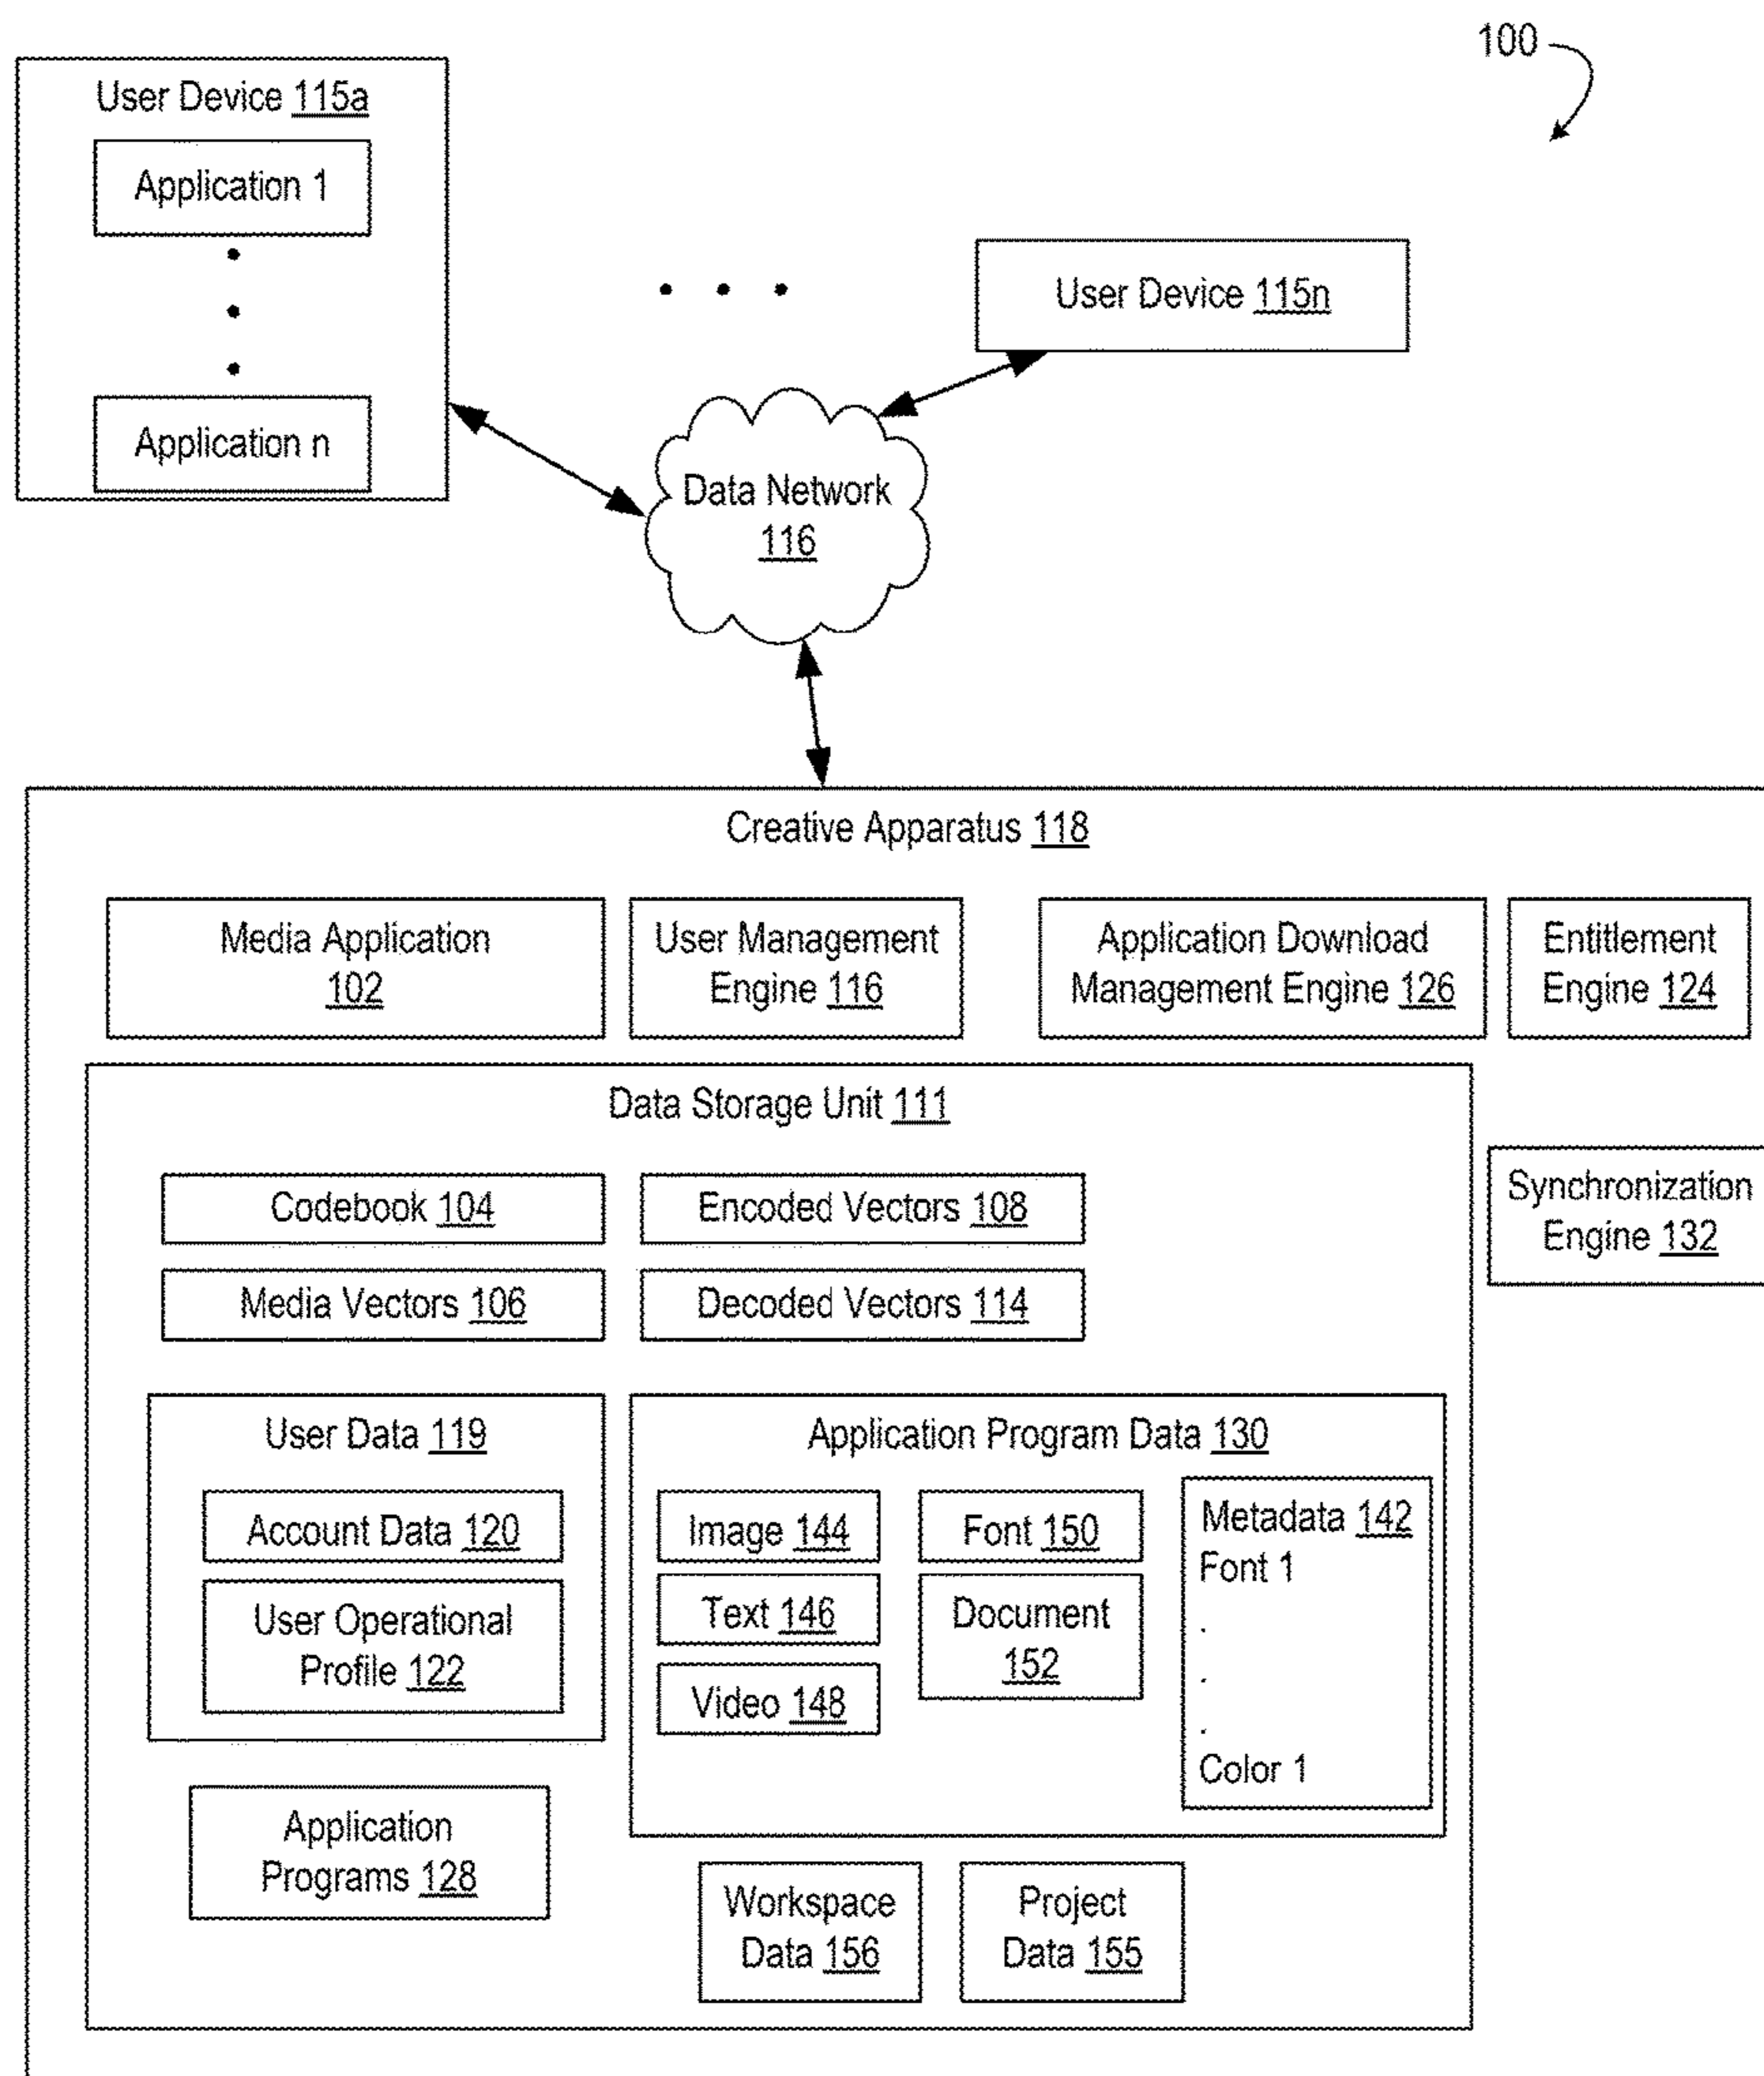 100
User Device 115a
Application 1
Application n
User Device 115n
Data Network
116
Creative Apparatus 118
Media Application
102
User Management
Engine 116
Application Download
Management Engine 126
Entitlement
Engine 124
Data Storage Unit 111
Codebook 104
Encoded Vectors 108
Media Vectors 106
Decoded Vectors 114
Synchronization
Engine 132
User Data 119
Account Data 120
User Operational
Profile 122
Application Program Data 130
Image 144
Text 146
Video 148
Font 150
Document
152
Metadata 142
Font 1
.
.
.
Color 1
Application
Programs 128
Workspace
Data 156
Project
Data 155